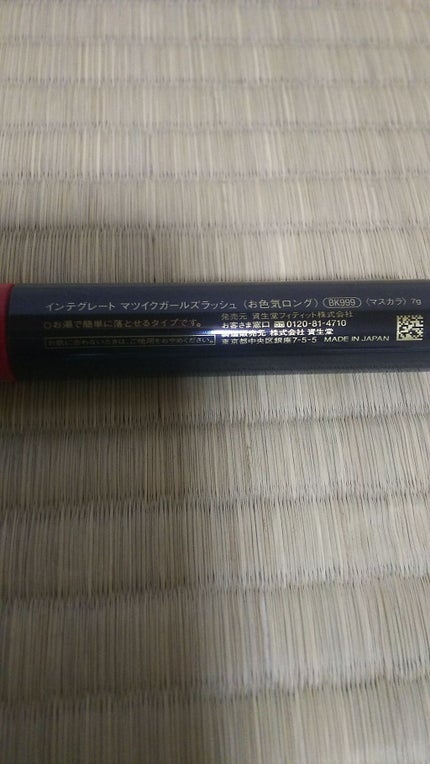 インテグレート マツイクガールズラッシュ (お色気ロング) BK999 〈マスカラ〉 7g
○お湯で簡単に落とせるタイプです。
お肌に合わないときは、ご使用をおやめください。
発売元 資生堂フィティット株式会社
お客さま窓口 0120-81-4710
製造販売元 株式会社 資生堂
東京都中央区銀座7-5-5 MADE IN JAPAN